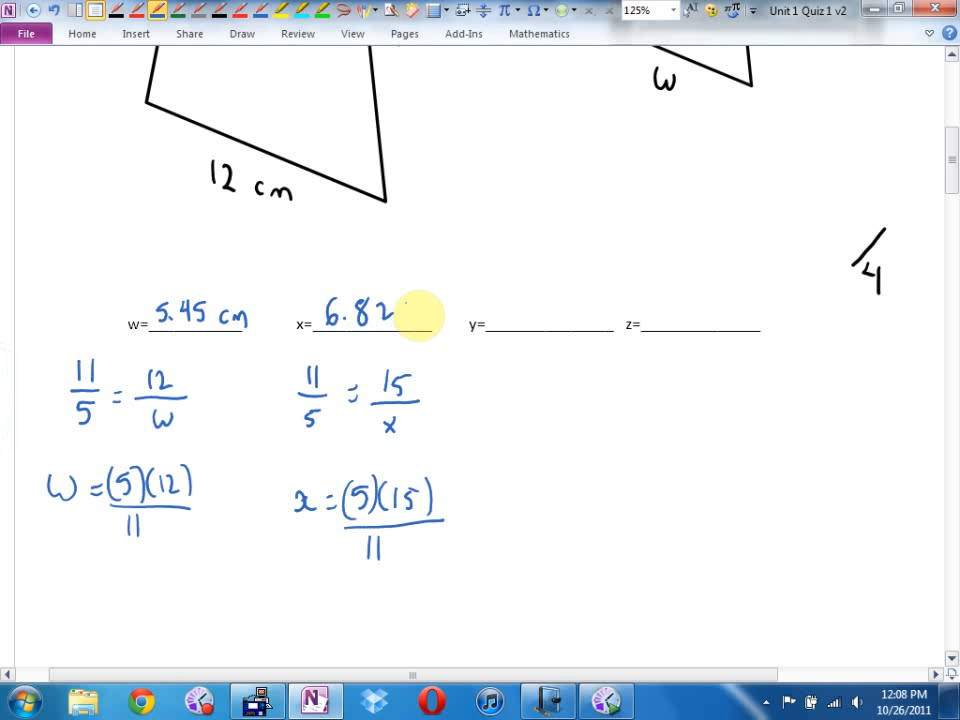 125% Unit 1 Quiz 1 v2
File Home Insert Share Draw Review View Pages Add-Ins Mathematics
w
12 cm
/4
w= 5.45 cm x= 6.82 y= z=
11/5 = 12/w 11/5 = 15/x
w = (5)(12)/11 x = (5)(15)/11
12:08 PM
10/26/2011